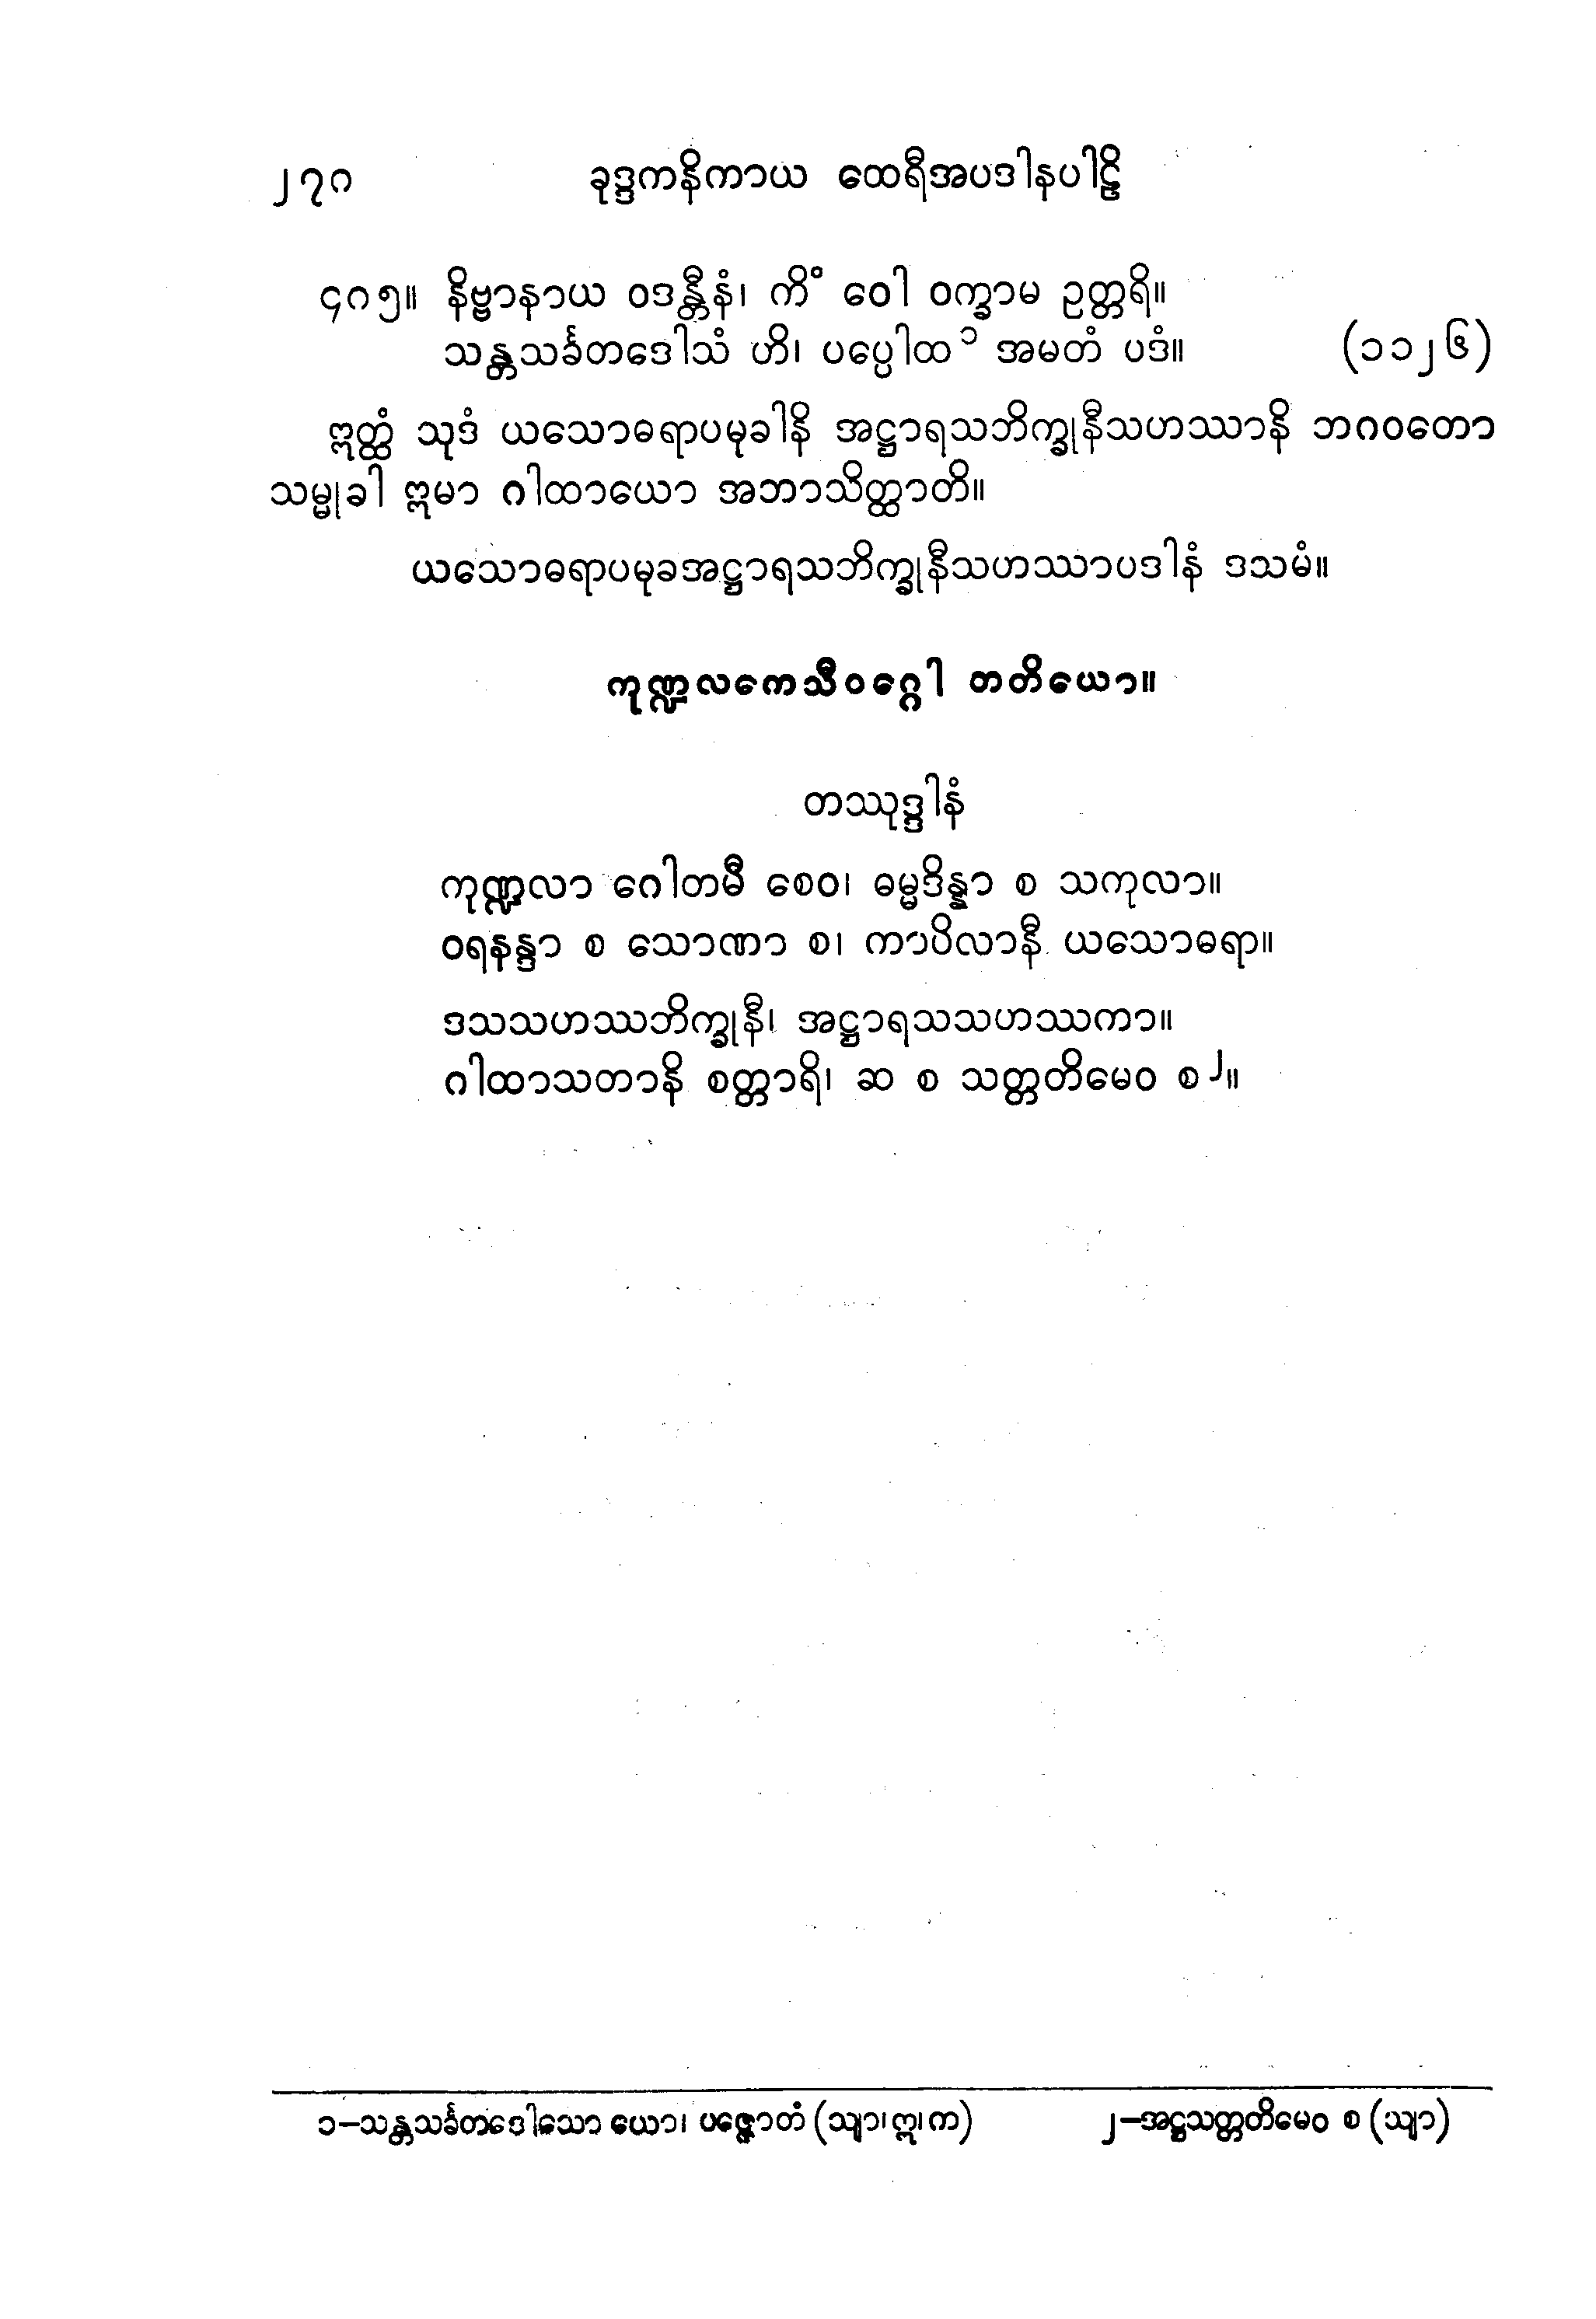 ၂၇၀ ခုဒ္ဒကနိကာယ ထေရီအပဒါနပါဠိ
၄၀၅။ နိဗ္ဗာနာယ ဝဒန္တီနံ၊ ကိံ ဝေါ ဝက္ခာမ ဥတ္တရိ။
သန္တသင်္ခတဒေါသံ ဟိ၊ ပပ္ပေါထ၁ အမတံ ပဒံ။ (၁၁၂၆)
ဣတ္ထံ သုဒံ ယသောဓရာပမုခါနိ အဋ္ဌာရသဘိက္ခုနီသဟဿာနိ ဘဂဝတော
သမ္မုခါ ဣမာ ဂါထာယော အဘာသိတ္ထာတိ။
ယသောဓရာပမုခအဋ္ဌာရသဘိက္ခုနီသဟဿာပဒါနံ ဒသမံ။
ကုဏ္ဍလကေသီဝဂ္ဂေါ တတိယော။
တဿုဒ္ဒါနံ
ကုဏ္ဍလာ ဂေါတမီ စေဝ၊ ဓမ္မဒိန္နာ စ သကုလာ။
ဝရနန္ဒာ စ သောဏာ စ၊ ကာပိလာနီ ယသောဓရာ။
ဒသသဟဿဘိက္ခုနီ၊ အဋ္ဌာရသသဟဿကာ။
ဂါထာသတာနိ စတ္တာရိ၊ ဆ စ သတ္တတိမေဝ စ၂။
၁–သန္တသင်္ခတဒေါသော ယော၊ ပဇ္ဇောတံ (သျာ၊ ဣ၊ က) ၂–အဋ္ဌသတ္တတိမေဝ စ (သျာ)